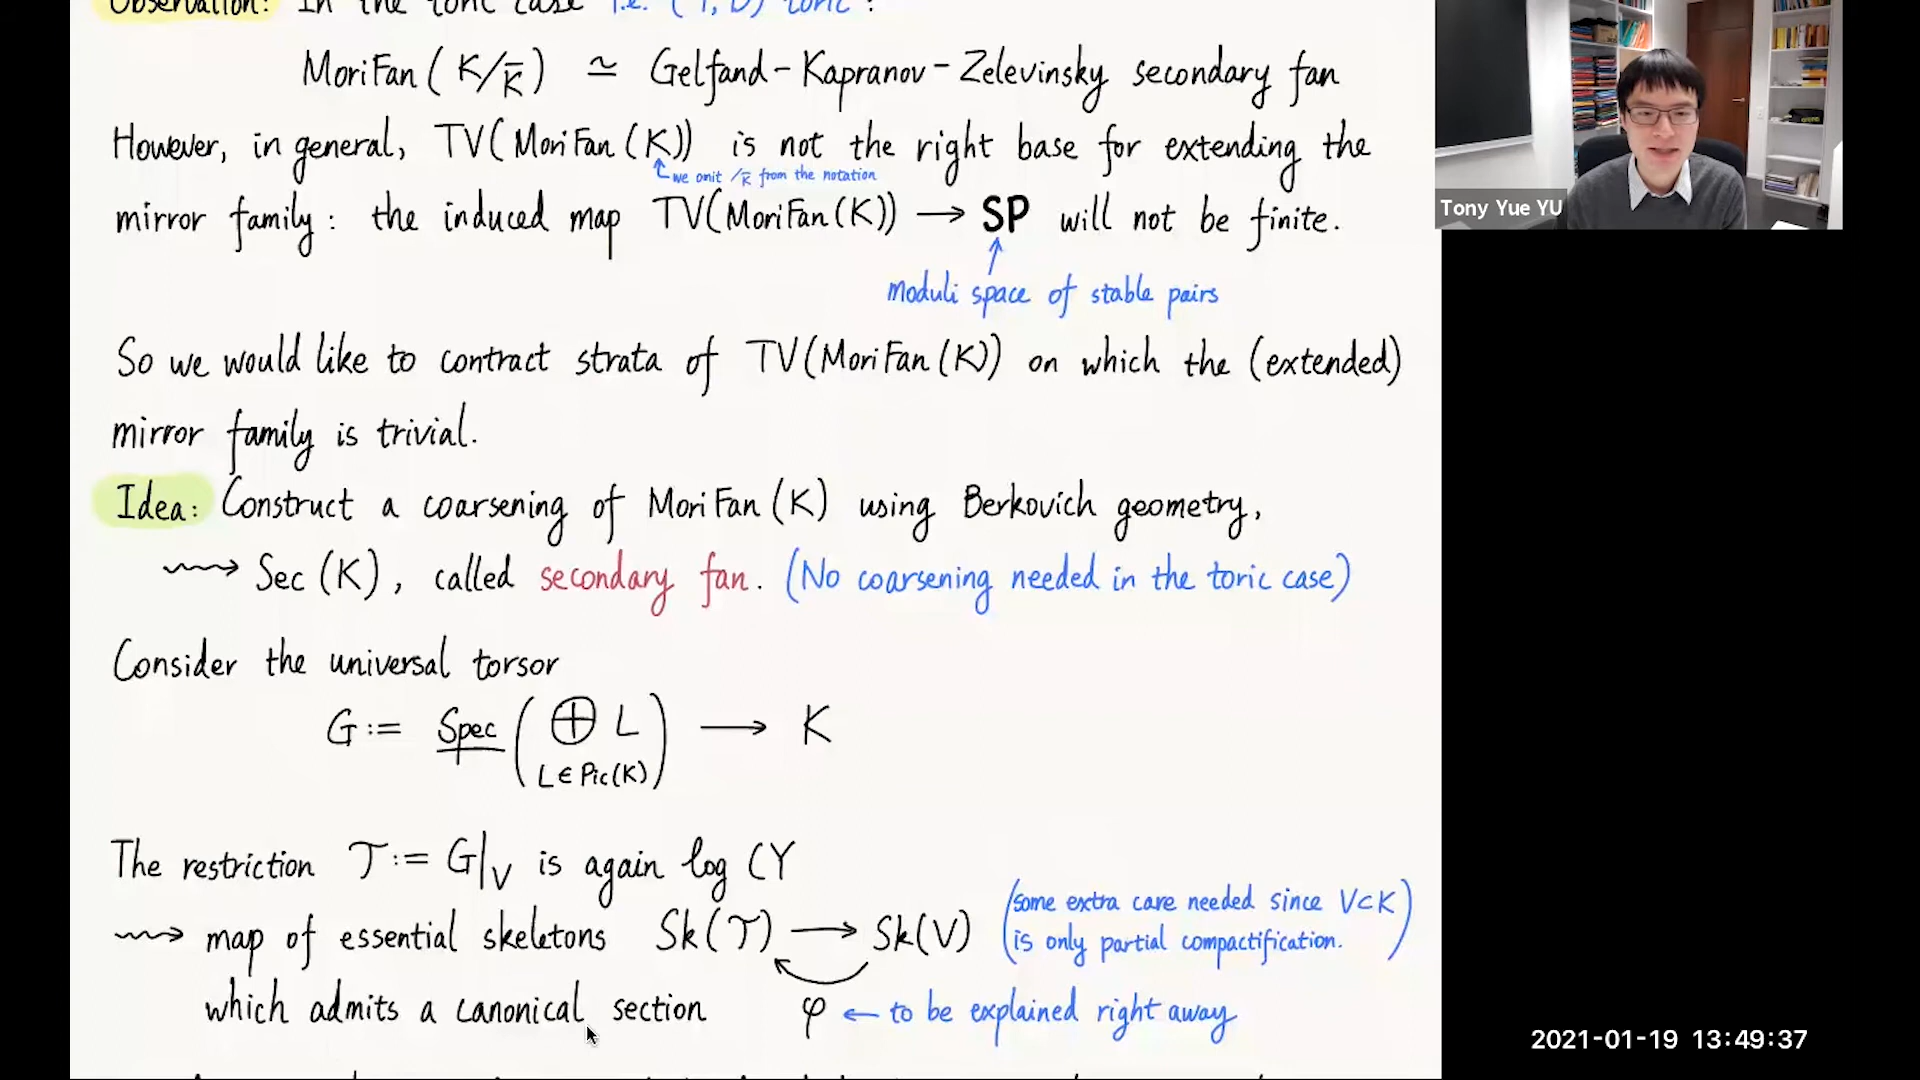 Observation: In the toric case i.e. (Y, D) toric:
MoriFan (K/K̄) ≃ Gelfand-Kapranov-Zelevinsky secondary fan
However, in general, TV(MoriFan(K)) is not the right base for extending the
we omit /K̄ from the notation
mirror family: the induced map TV(MoriFan(K)) → SP will not be finite.
moduli space of stable pairs
So we would like to contract strata of TV(MoriFan(K)) on which the (extended)
mirror family is trivial.
Idea: Construct a coarsening of MoriFan(K) using Berkovich geometry,
⇝ Sec(K), called secondary fan. (No coarsening needed in the toric case)
Consider the universal torsor
G := Spec ( ⊕ L ) → K
L∈Pic(K)
The restriction T := G|V is again log CY
⇝ map of essential skeletons Sk(T) → Sk(V) (some extra care needed since V⊂K
is only partial compactification.)
which admits a canonical section φ ← to be explained right away
Tony Yue YU
2021-01-19 13:49:37